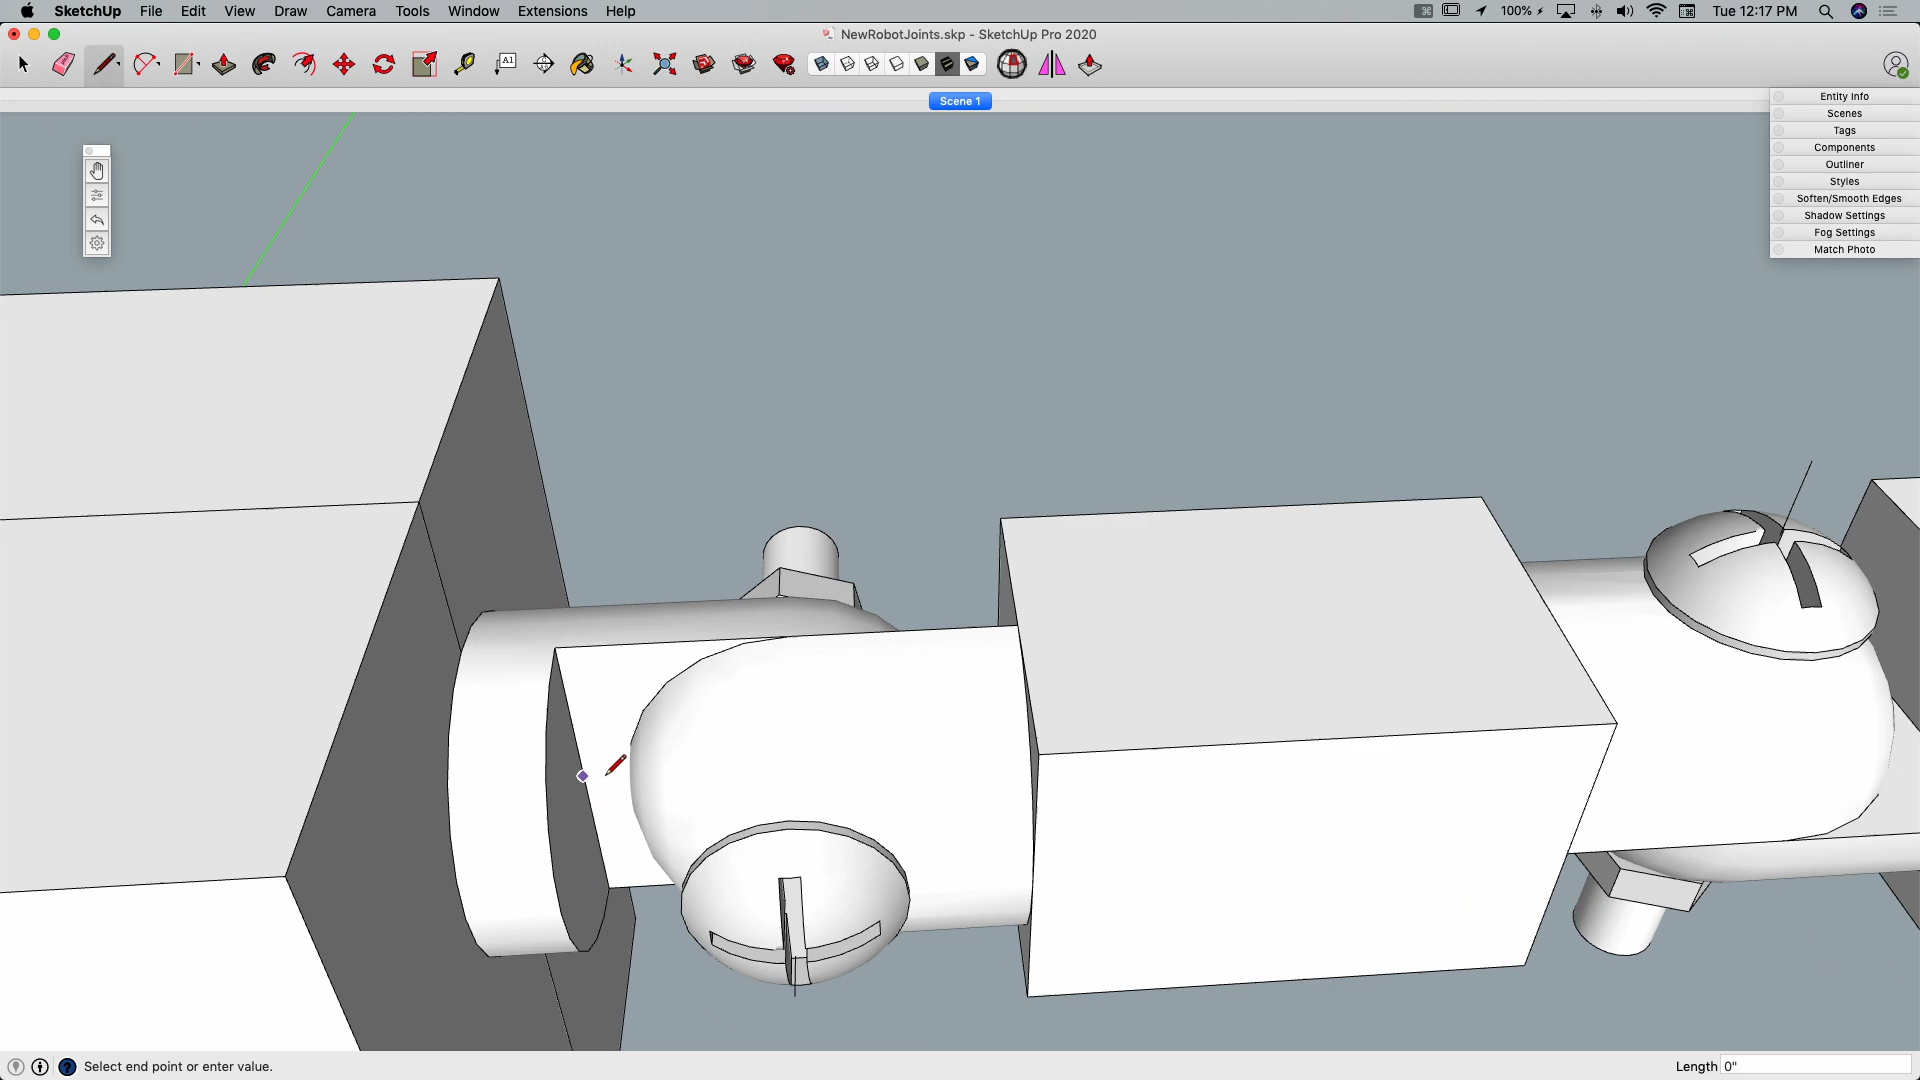 SketchUp File Edit View Draw Camera Tools Window Extensions Help 100% Tue 12:17 PM
NewRobotJoints.skp - SketchUp Pro 2020
A1
Scene 1
Entity Info
Scenes
Tags
Components
Outliner
Styles
Soften/Smooth Edges
Shadow Settings
Fog Settings
Match Photo
Select end point or enter value. Length 0"